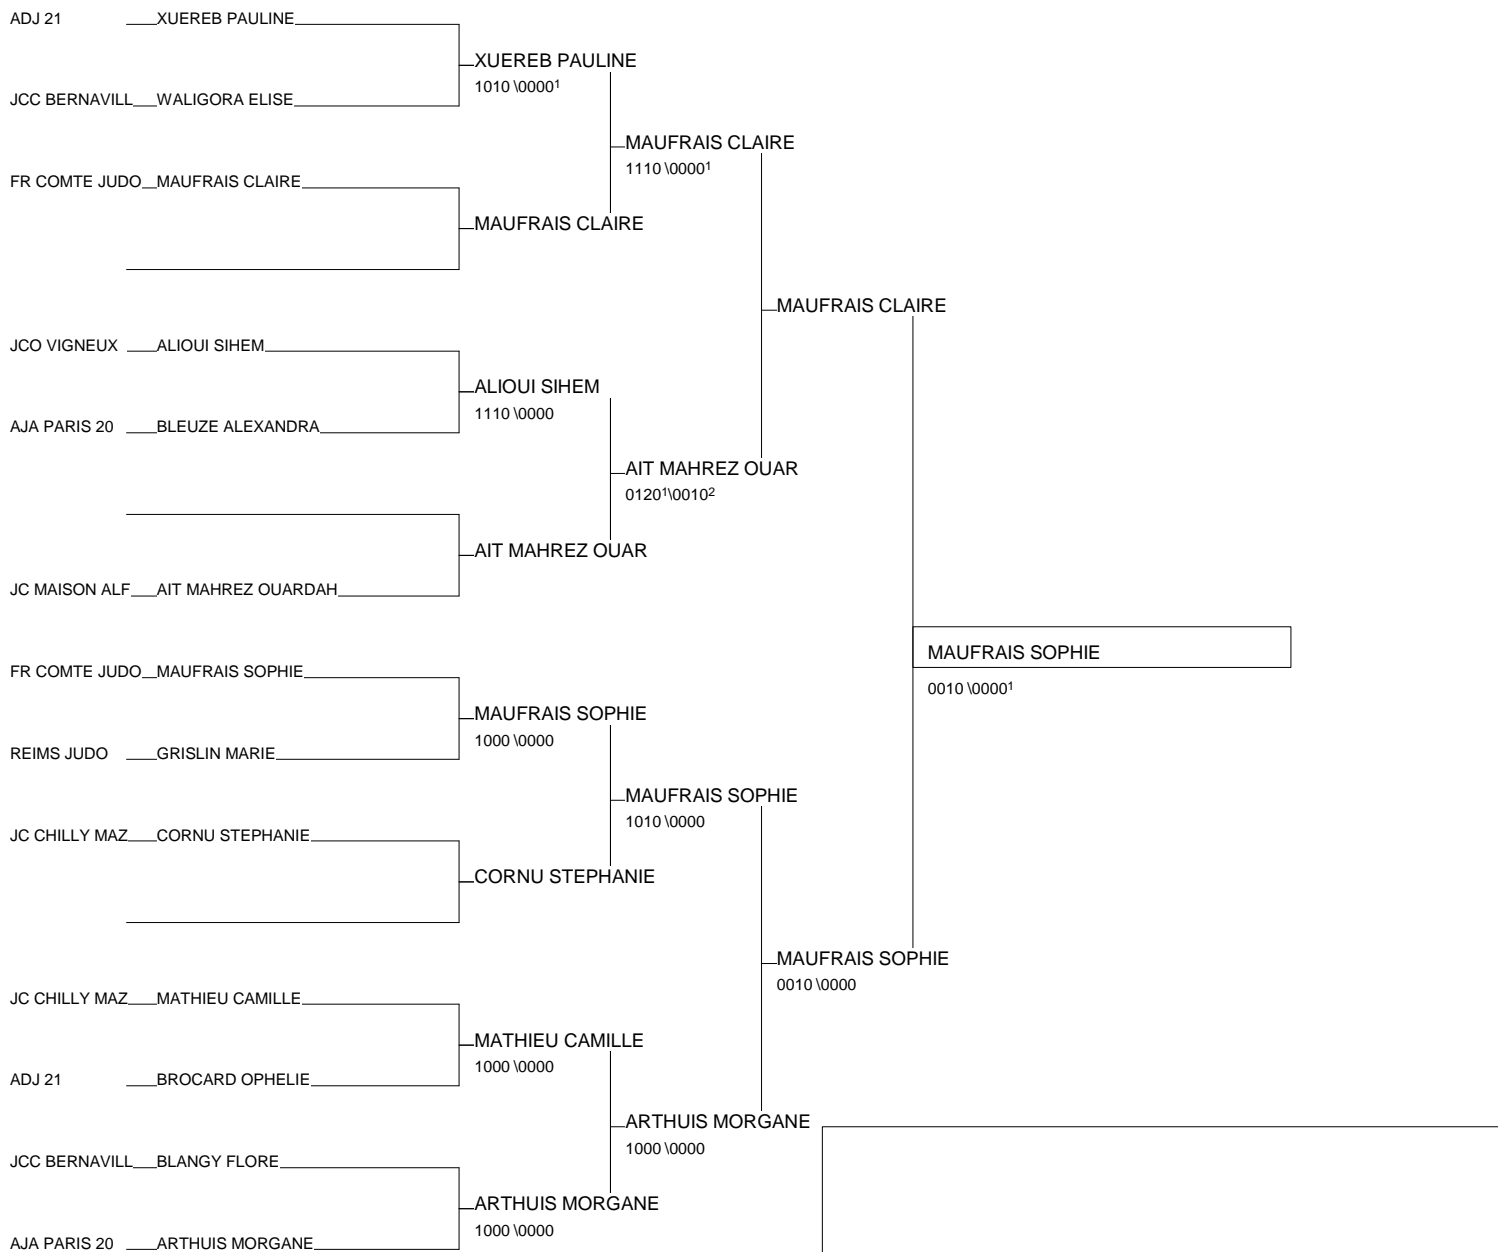 ADJ 21 XUEREB PAULINE
XUEREB PAULINE
1010 \0000¹
JCC BERNAVILL WALIGORA ELISE
MAUFRAIS CLAIRE
1110 \0000¹
FR COMTE JUDO MAUFRAIS CLAIRE
MAUFRAIS CLAIRE
MAUFRAIS CLAIRE
JCO VIGNEUX ALIOUI SIHEM
ALIOUI SIHEM
1110 \0000
AJA PARIS 20 BLEUZE ALEXANDRA
AIT MAHREZ OUAR
0120¹\0010²
AIT MAHREZ OUAR
JC MAISON ALF AIT MAHREZ OUARDAH
MAUFRAIS SOPHIE
0010 \0000¹
FR COMTE JUDO MAUFRAIS SOPHIE
MAUFRAIS SOPHIE
1000 \0000
REIMS JUDO GRISLIN MARIE
MAUFRAIS SOPHIE
1010 \0000
JC CHILLY MAZ CORNU STEPHANIE
CORNU STEPHANIE
MAUFRAIS SOPHIE
0010 \0000
JC CHILLY MAZ MATHIEU CAMILLE
MATHIEU CAMILLE
1000 \0000
ADJ 21 BROCARD OPHELIE
ARTHUIS MORGANE
1000 \0000
JCC BERNAVILL BLANGY FLORE
ARTHUIS MORGANE
1000 \0000
AJA PARIS 20 ARTHUIS MORGANE